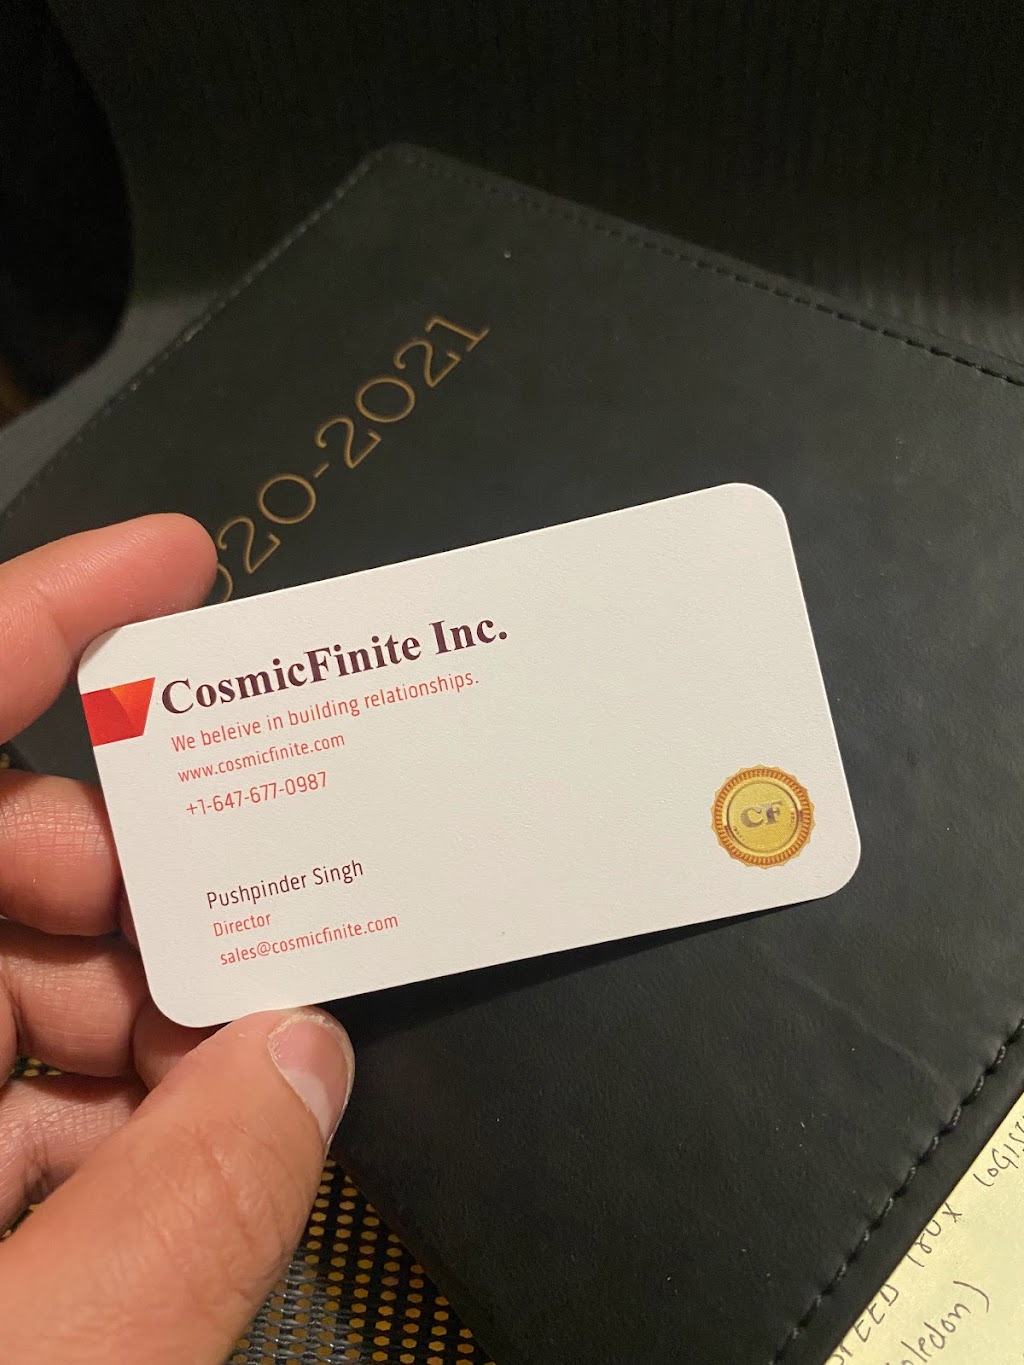 020-2021
CosmicFinite Inc.
We beleive in building relationships.
www.cosmicfinite.com
+1-647-677-0987
CF
Pushpinder Singh
Director
sales@cosmicfinite.com